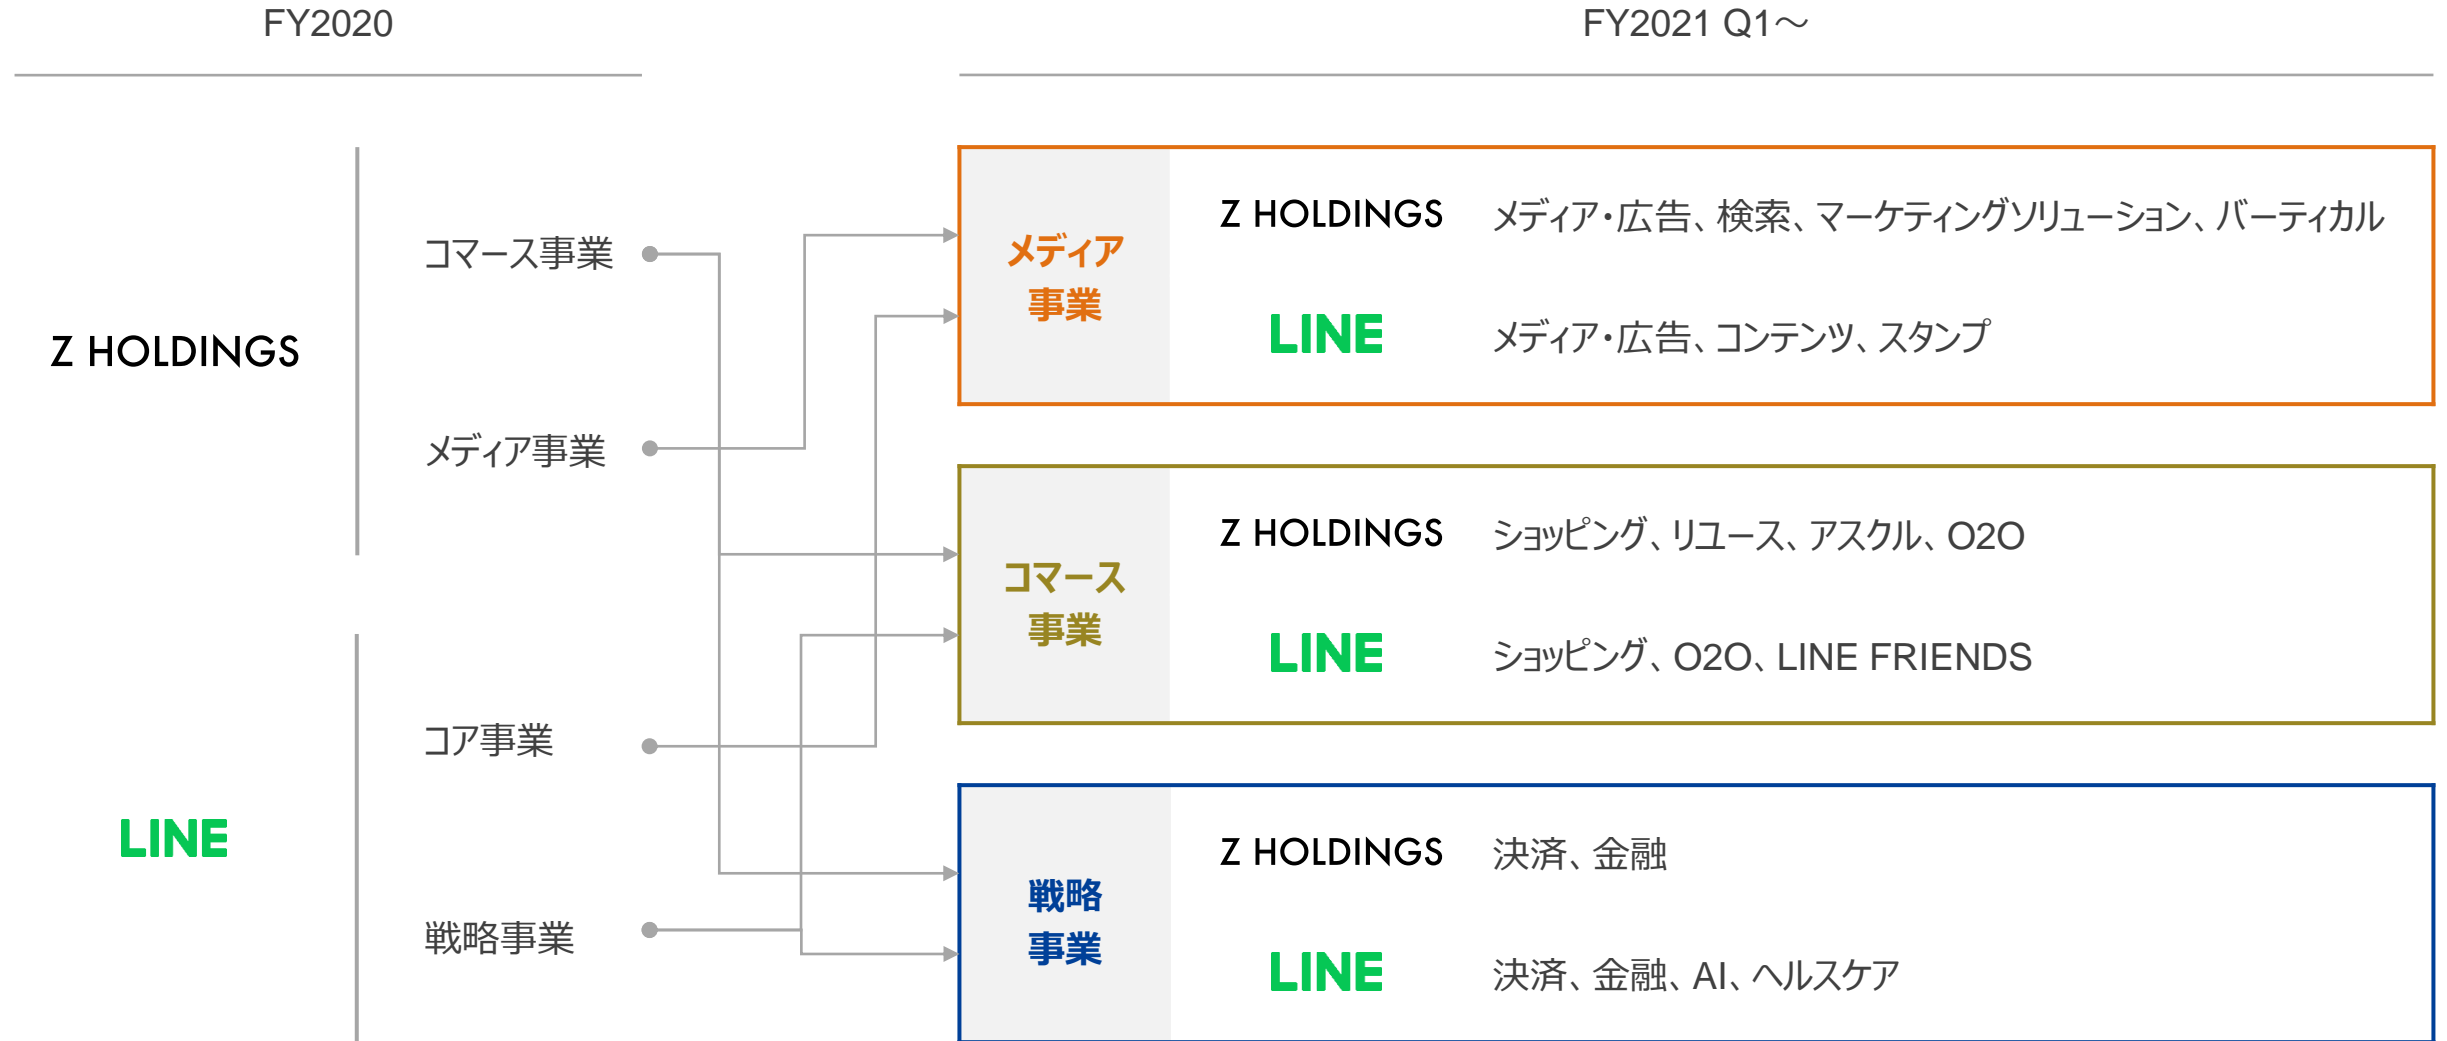 FY2020
FY2021 Q1～
Z HOLDINGS
コマース事業
メディア事業
LINE
コア事業
戦略事業
メディア
事業
Z HOLDINGS
メディア・広告、検索、マーケティングソリューション、バーティカル
LINE
メディア・広告、コンテンツ、スタンプ
コマース
事業
Z HOLDINGS
ショッピング、リユース、アスクル、O2O
LINE
ショッピング、O2O、LINE FRIENDS
戦略
事業
Z HOLDINGS
決済、金融
LINE
決済、金融、AI、ヘルスケア